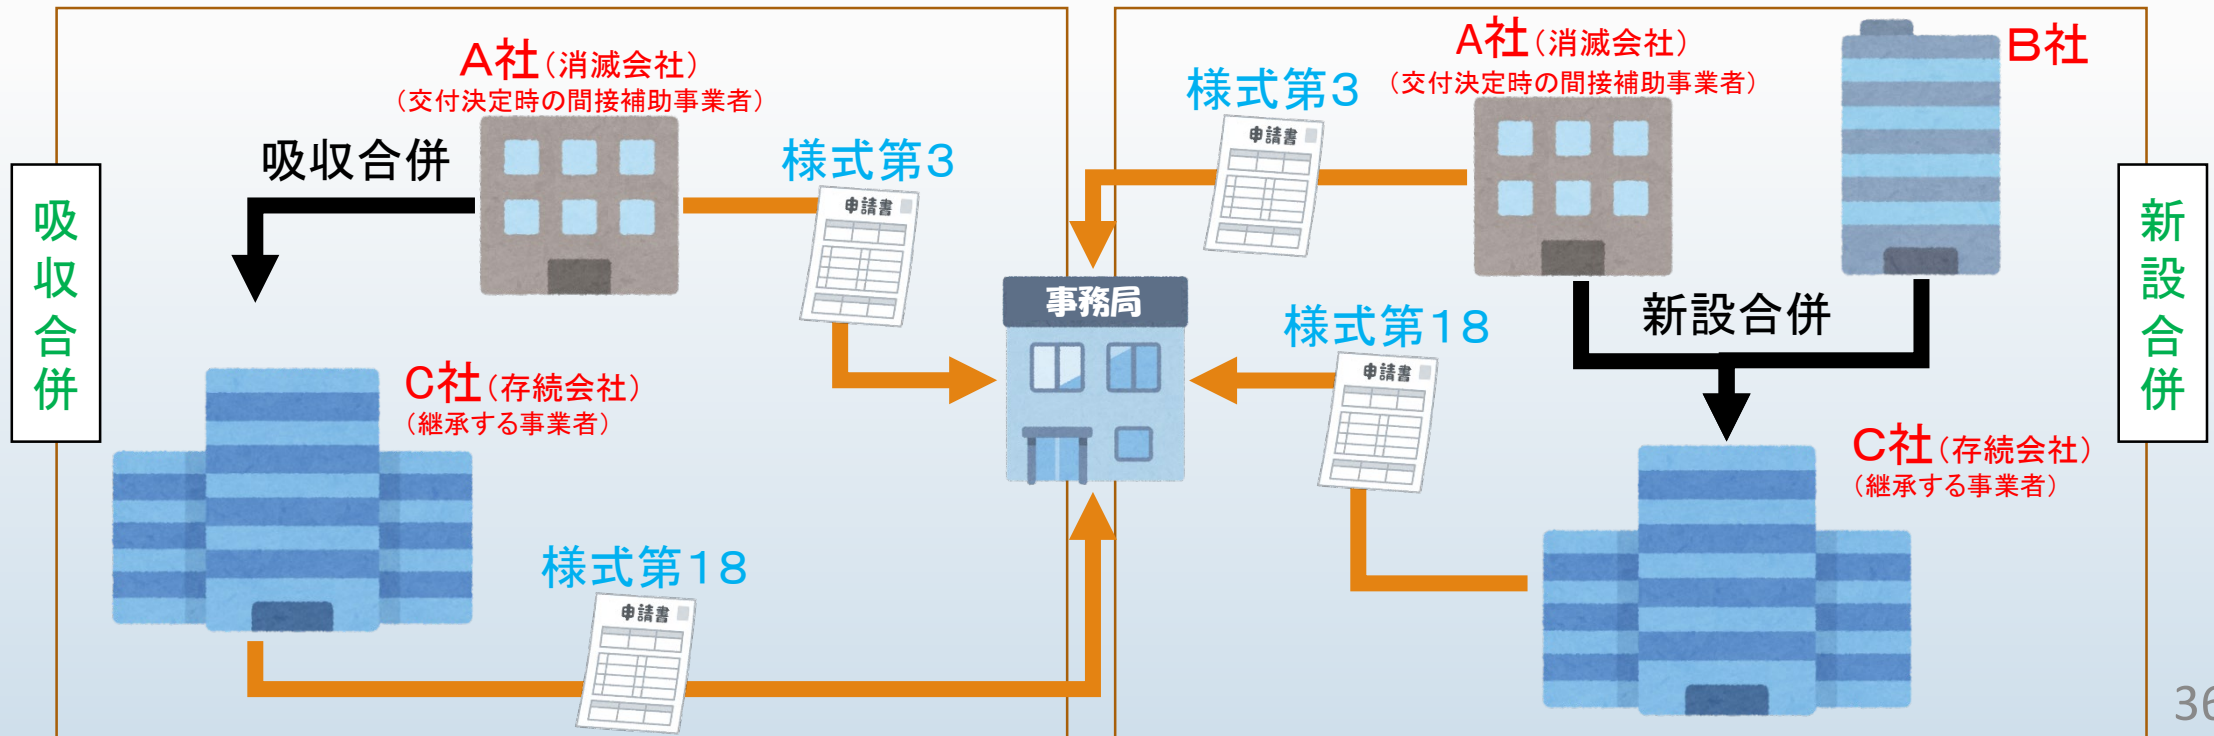 吸収合併
A社(消滅会社)
(交付決定時の間接補助事業者)
吸収合併
様式第3
申請書
C社(存続会社)
(継承する事業者)
様式第18
申請書
事務局
A社(消滅会社)
(交付決定時の間接補助事業者)
B社
様式第3
申請書
新設合併
様式第18
申請書
C社(存続会社)
(継承する事業者)
新設合併
36